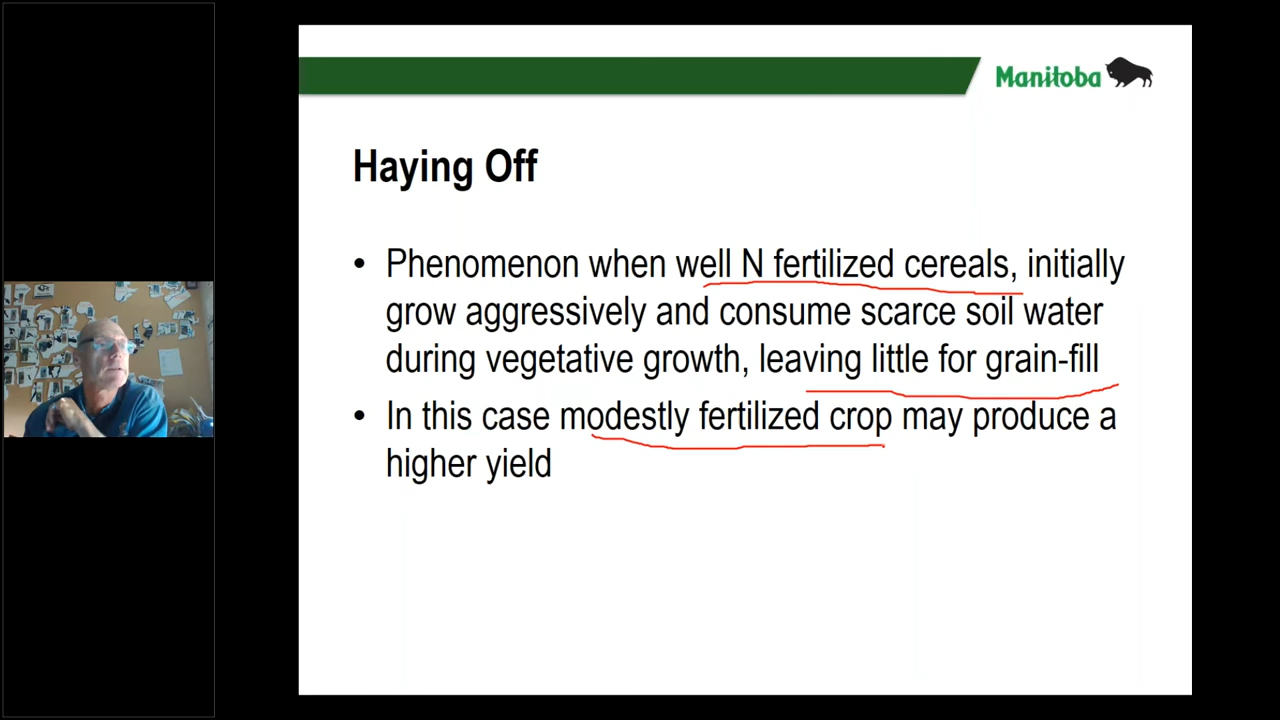 Manitoba
Haying Off
• Phenomenon when well N fertilized cereals, initially
grow aggressively and consume scarce soil water
during vegetative growth, leaving little for grain-fill
• In this case modestly fertilized crop may produce a
higher yield